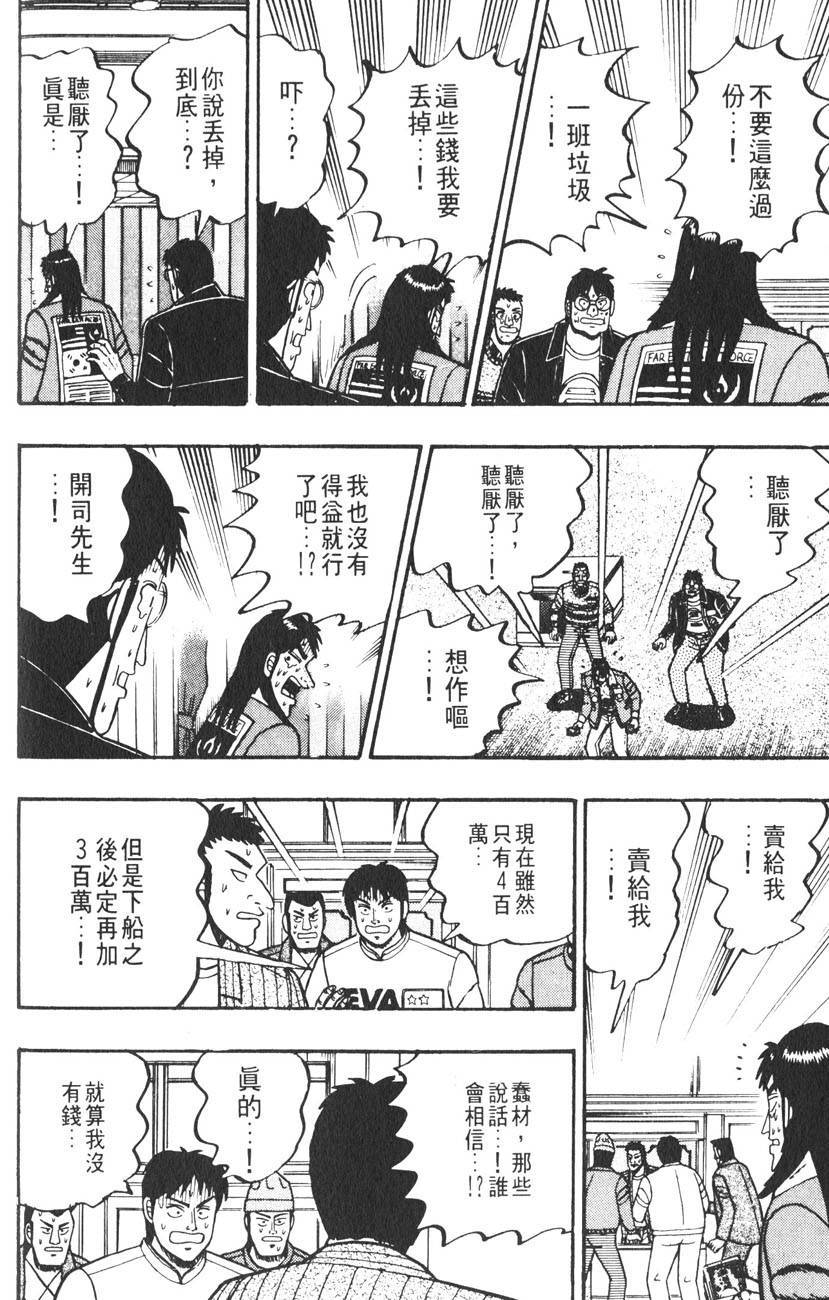 不要這麼過
份…!
一班垃圾
…!
FAR EA
ORCE
這些錢我要
丟掉…!
吓…?
你說丟掉，
到底…?
聽厭了…!
眞是…
聽厭了
…
聽厭了，
聽厭了…!
想作嘔
…!
我也沒有
得益就行
了吧…!?
開司先生
…!
賣給我
…!
賣給我
…!
現在雖然
只有4百
萬…
EVA
☆☆
但是下船之
後必定再加
3百萬…!
蠢材，那些
說話…!誰
會相信…!?
眞的…!
就算我沒
有錢…